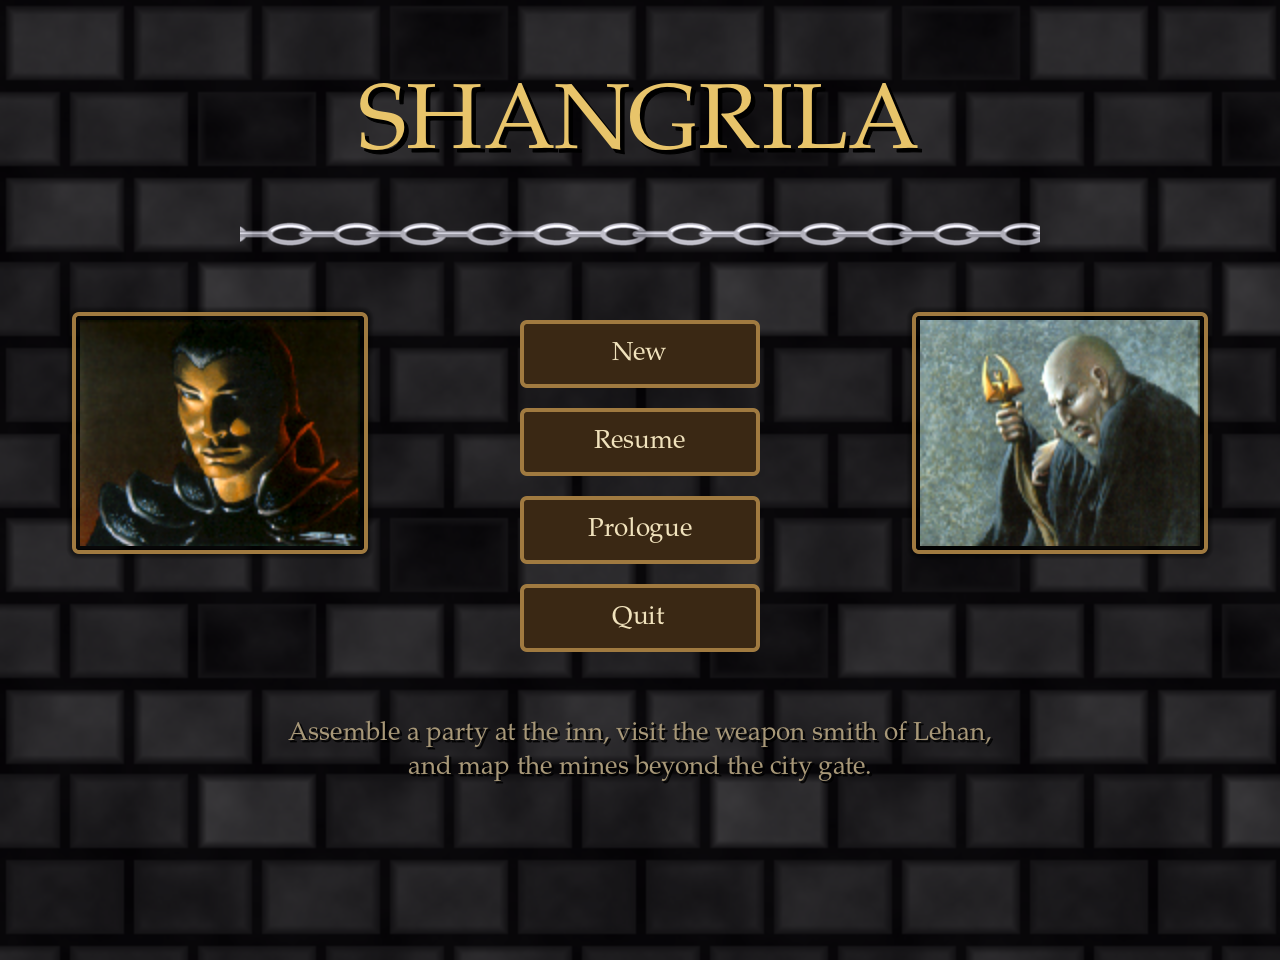 SHANGRILA
New
Resume
Prologue
Quit
Assemble a party at the inn, visit the weapon smith of Lehan,
and map the mines beyond the city gate.